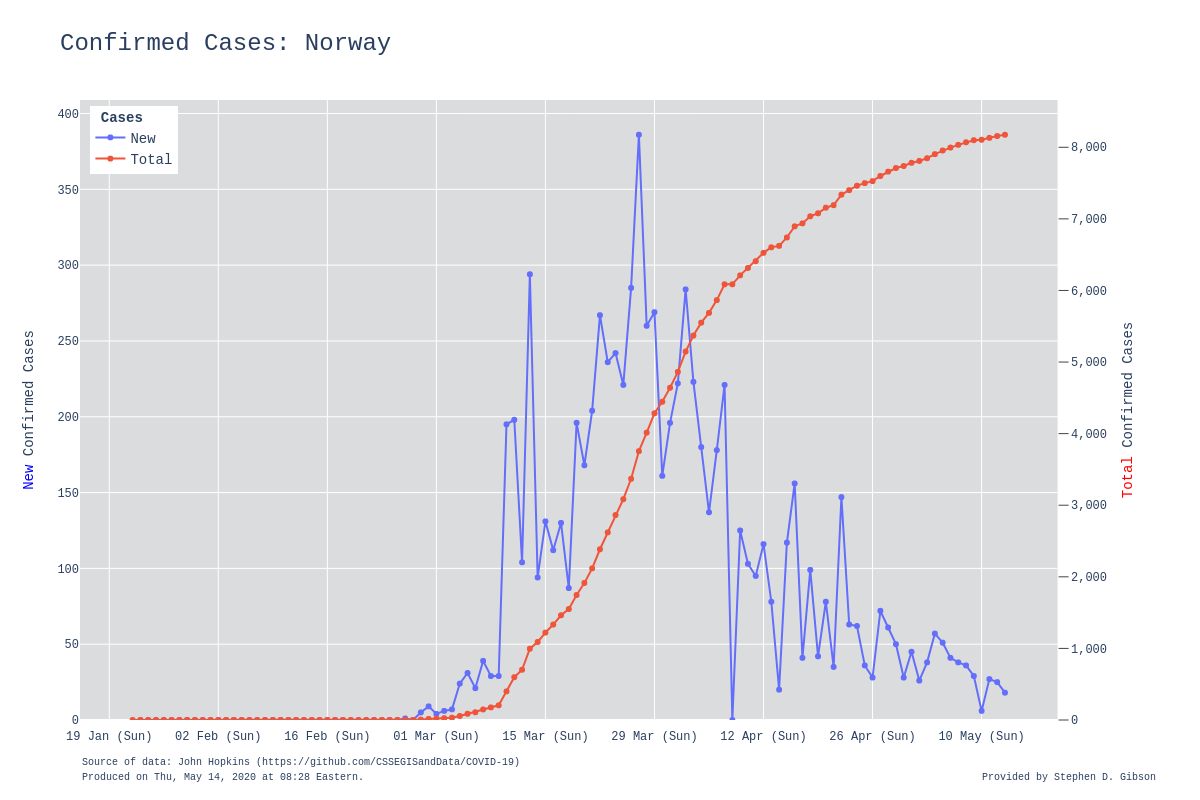 Confirmed Cases: Norway
Cases
New
Total
400
350
300
250
200
150
100
50
0
New Confirmed Cases
8,000
7,000
6,000
5,000
4,000
3,000
2,000
1,000
0
Total Confirmed Cases
19 Jan (Sun) 02 Feb (Sun) 16 Feb (Sun) 01 Mar (Sun) 15 Mar (Sun) 29 Mar (Sun) 12 Apr (Sun) 26 Apr (Sun) 10 May (Sun)
Source of data: John Hopkins (https://github.com/CSSEGISandData/COVID-19)
Produced on Thu, May 14, 2020 at 08:28 Eastern.
Provided by Stephen D. Gibson